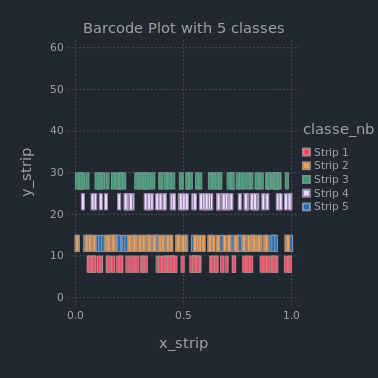 Barcode Plot with 5 classes
60
50
40
30
20
10
0
0.0
0.5
1.0
x_strip
y_strip
classe_nb
Strip 1
Strip 2
Strip 3
Strip 4
Strip 5